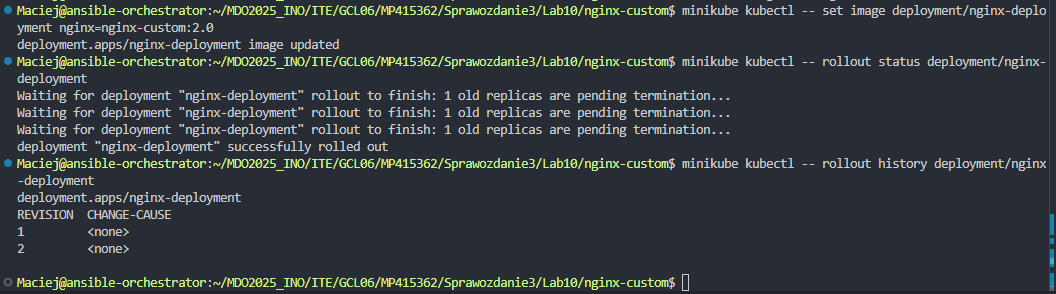 Maciej@ansible-orchestrator:~/MDO2025_INO/ITE/GCL06/MP415362/Sprawozdanie3/Lab10/nginx-custom$ minikube kubectl -- set image deployment/nginx-deplo
yment nginx=nginx-custom:2.0
deployment.apps/nginx-deployment image updated
Maciej@ansible-orchestrator:~/MDO2025_INO/ITE/GCL06/MP415362/Sprawozdanie3/Lab10/nginx-custom$ minikube kubectl -- rollout status deployment/nginx-
deployment
Waiting for deployment "nginx-deployment" rollout to finish: 1 old replicas are pending termination...
Waiting for deployment "nginx-deployment" rollout to finish: 1 old replicas are pending termination...
Waiting for deployment "nginx-deployment" rollout to finish: 1 old replicas are pending termination...
deployment "nginx-deployment" successfully rolled out
Maciej@ansible-orchestrator:~/MDO2025_INO/ITE/GCL06/MP415362/Sprawozdanie3/Lab10/nginx-custom$ minikube kubectl -- rollout history deployment/nginx
-deployment
deployment.apps/nginx-deployment
REVISION  CHANGE-CAUSE
1         <none>
2         <none>
Maciej@ansible-orchestrator:~/MDO2025_INO/ITE/GCL06/MP415362/Sprawozdanie3/Lab10/nginx-custom$